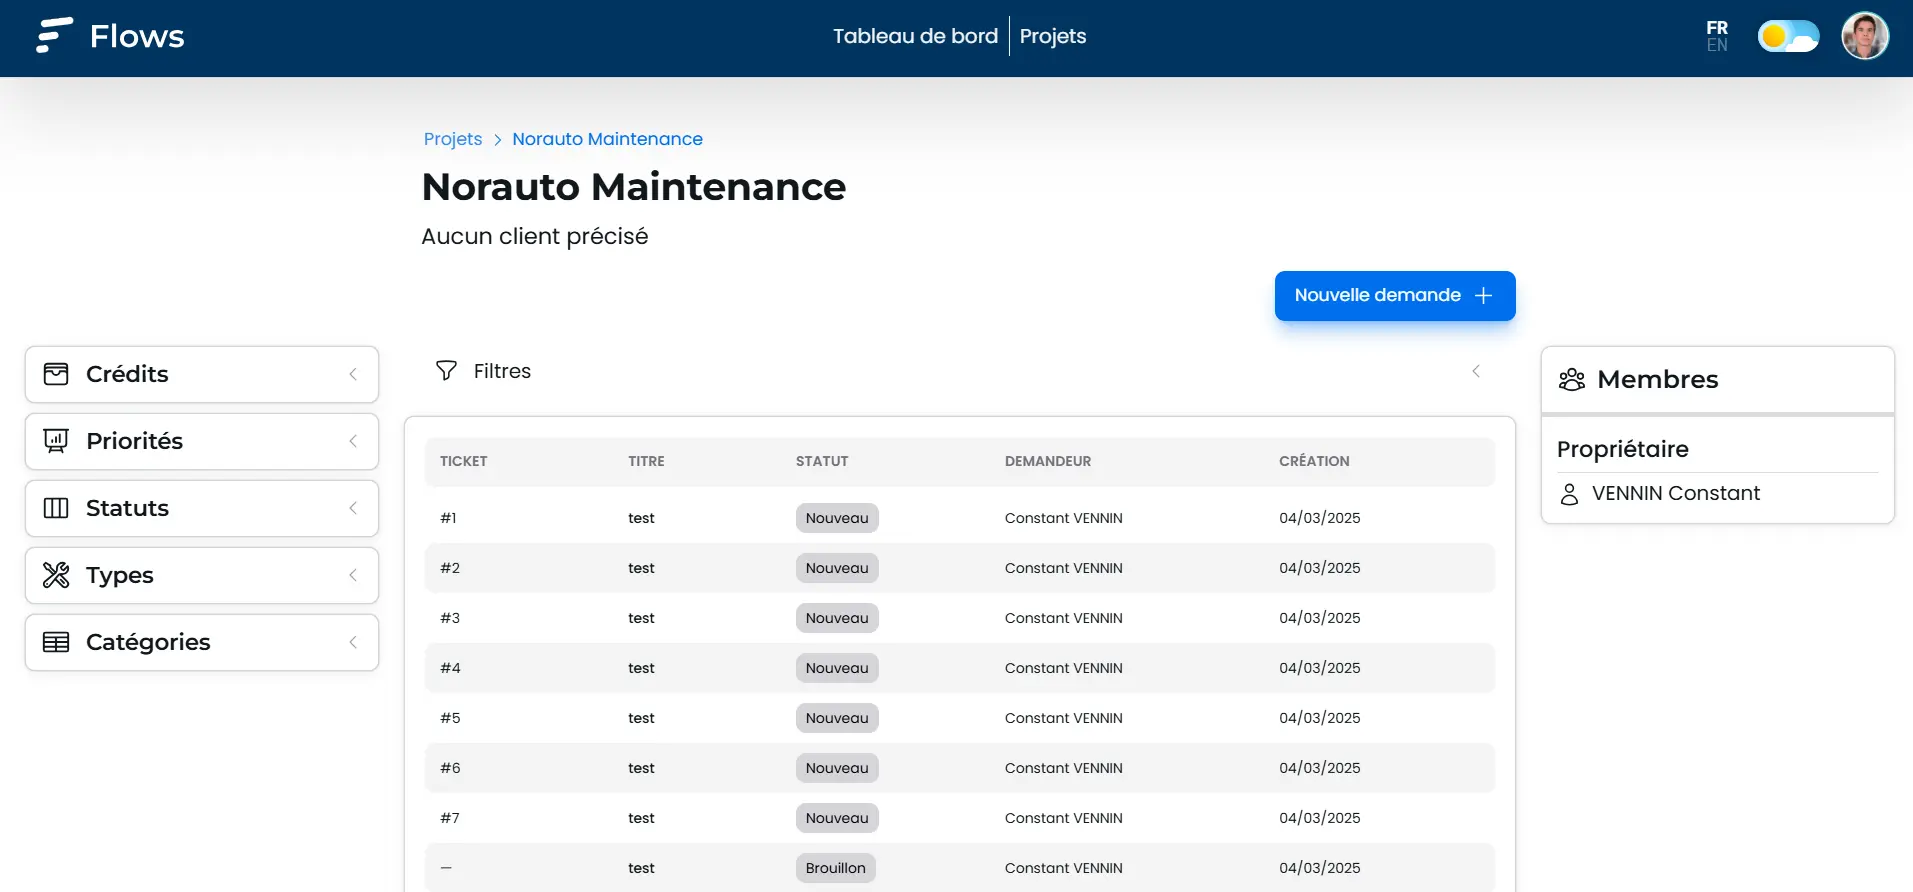 Flows
Tableau de bord
Projets
FR
EN
Projets > Norauto Maintenance
Norauto Maintenance
Aucun client précisé
Nouvelle demande +
Crédits
Priorités
Statuts
Types
Catégories
Filtres
TICKET TITRE STATUT DEMANDEUR CRÉATION
#1 test Nouveau Constant VENNIN 04/03/2025
#2 test Nouveau Constant VENNIN 04/03/2025
#3 test Nouveau Constant VENNIN 04/03/2025
#4 test Nouveau Constant VENNIN 04/03/2025
#5 test Nouveau Constant VENNIN 04/03/2025
#6 test Nouveau Constant VENNIN 04/03/2025
#7 test Nouveau Constant VENNIN 04/03/2025
— test Brouillon Constant VENNIN 04/03/2025
Membres
Propriétaire
VENNIN Constant